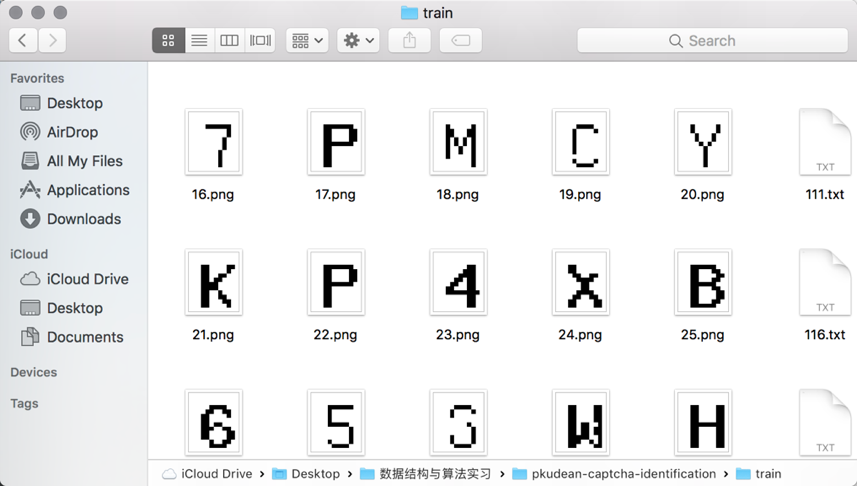 train
Search
Favorites
Desktop
AirDrop
All My Files
Applications
Downloads
iCloud
iCloud Drive
Desktop
Documents
Devices
Tags
7 P M C Y TXT
16.png 17.png 18.png 19.png 20.png 111.txt
K P 4 X B TXT
21.png 22.png 23.png 24.png 25.png 116.txt
6 5 3 W H TXT
iCloud Drive › Desktop › 数据结构与算法实习 › pkudean-captcha-identification › train